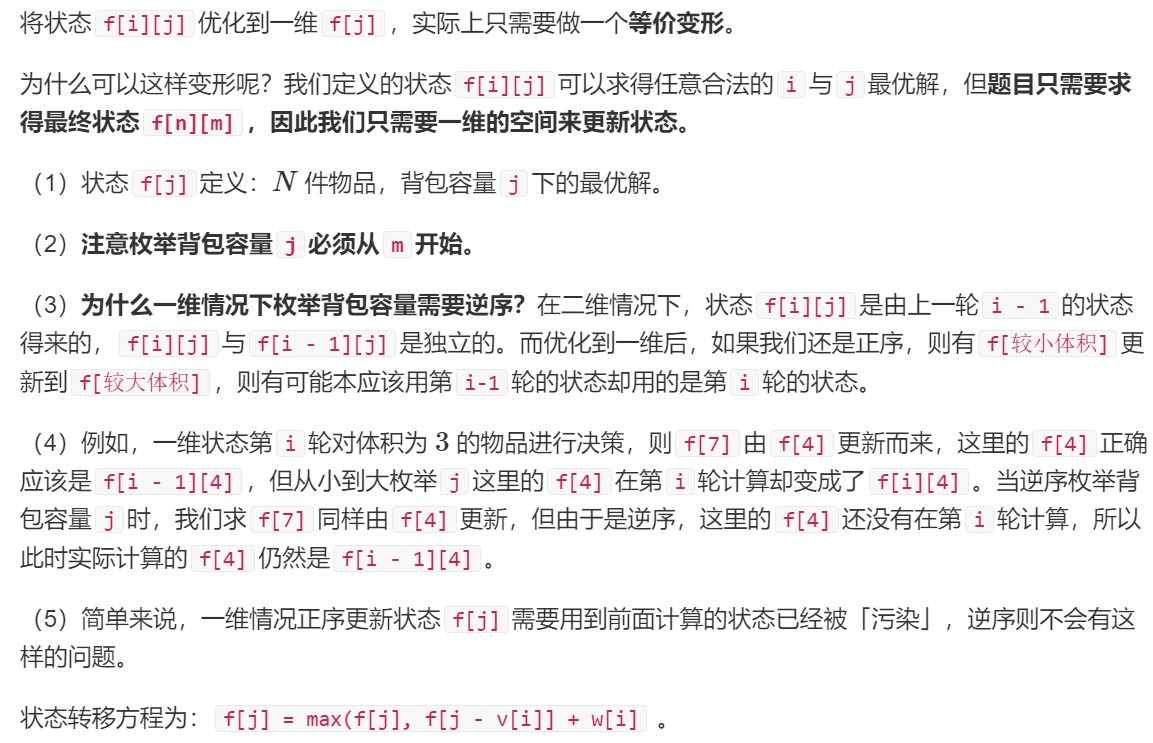 将状态 f[i][j] 优化到一维 f[j] ，实际上只需要做一个等价变形。
为什么可以这样变形呢？我们定义的状态 f[i][j] 可以求得任意合法的 i 与 j 最优解，但题目只需要求
得最终状态 f[n][m] ，因此我们只需要一维的空间来更新状态。
（1）状态 f[j] 定义：N 件物品，背包容量 j 下的最优解。
（2）注意枚举背包容量 j 必须从 m 开始。
（3）为什么一维情况下枚举背包容量需要逆序？在二维情况下，状态 f[i][j] 是由上一轮 i - 1 的状态
得来的， f[i][j] 与 f[i - 1][j] 是独立的。而优化到一维后，如果我们还是正序，则有 f[较小体积] 更
新到 f[较大体积] ，则有可能本应该用第 i-1 轮的状态却用的是第 i 轮的状态。
（4）例如，一维状态第 i 轮对体积为 3 的物品进行决策，则 f[7] 由 f[4] 更新而来，这里的 f[4] 正确
应该是 f[i - 1][4] ，但从小到大枚举 j 这里的 f[4] 在第 i 轮计算却变成了 f[i][4] 。当逆序枚举背
包容量 j 时，我们求 f[7] 同样由 f[4] 更新，但由于是逆序，这里的 f[4] 还没有在第 i 轮计算，所以
此时实际计算的 f[4] 仍然是 f[i - 1][4] 。
（5）简单来说，一维情况正序更新状态 f[j] 需要用到前面计算的状态已经被「污染」，逆序则不会有这
样的问题。
状态转移方程为： f[j] = max(f[j], f[j - v[i]] + w[i] 。